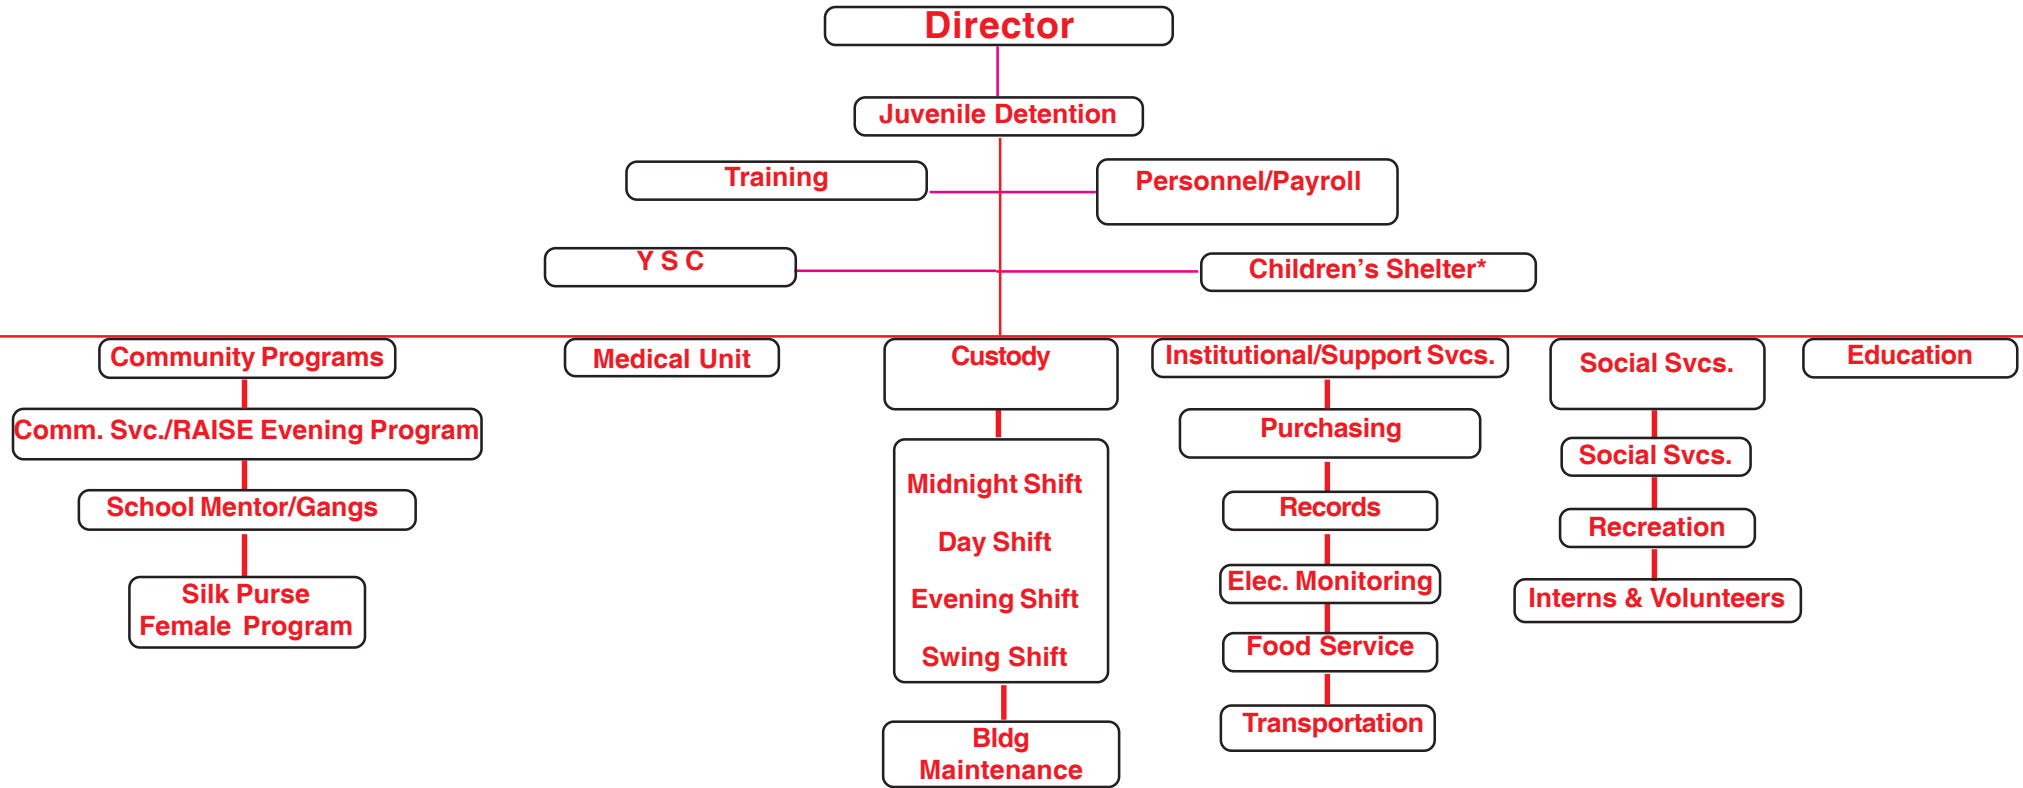 Director
Juvenile Detention
Training
Personnel/Payroll
Y S C
Children’s Shelter*
Community Programs
Medical Unit
Custody
Institutional/Support Svcs.
Social Svcs.
Education
Comm. Svc./RAISE Evening Program
School Mentor/Gangs
Silk Purse
Female Program
Midnight Shift
Day Shift
Evening Shift
Swing Shift
Bldg
Maintenance
Purchasing
Records
Elec. Monitoring
Food Service
Transportation
Social Svcs.
Recreation
Interns & Volunteers